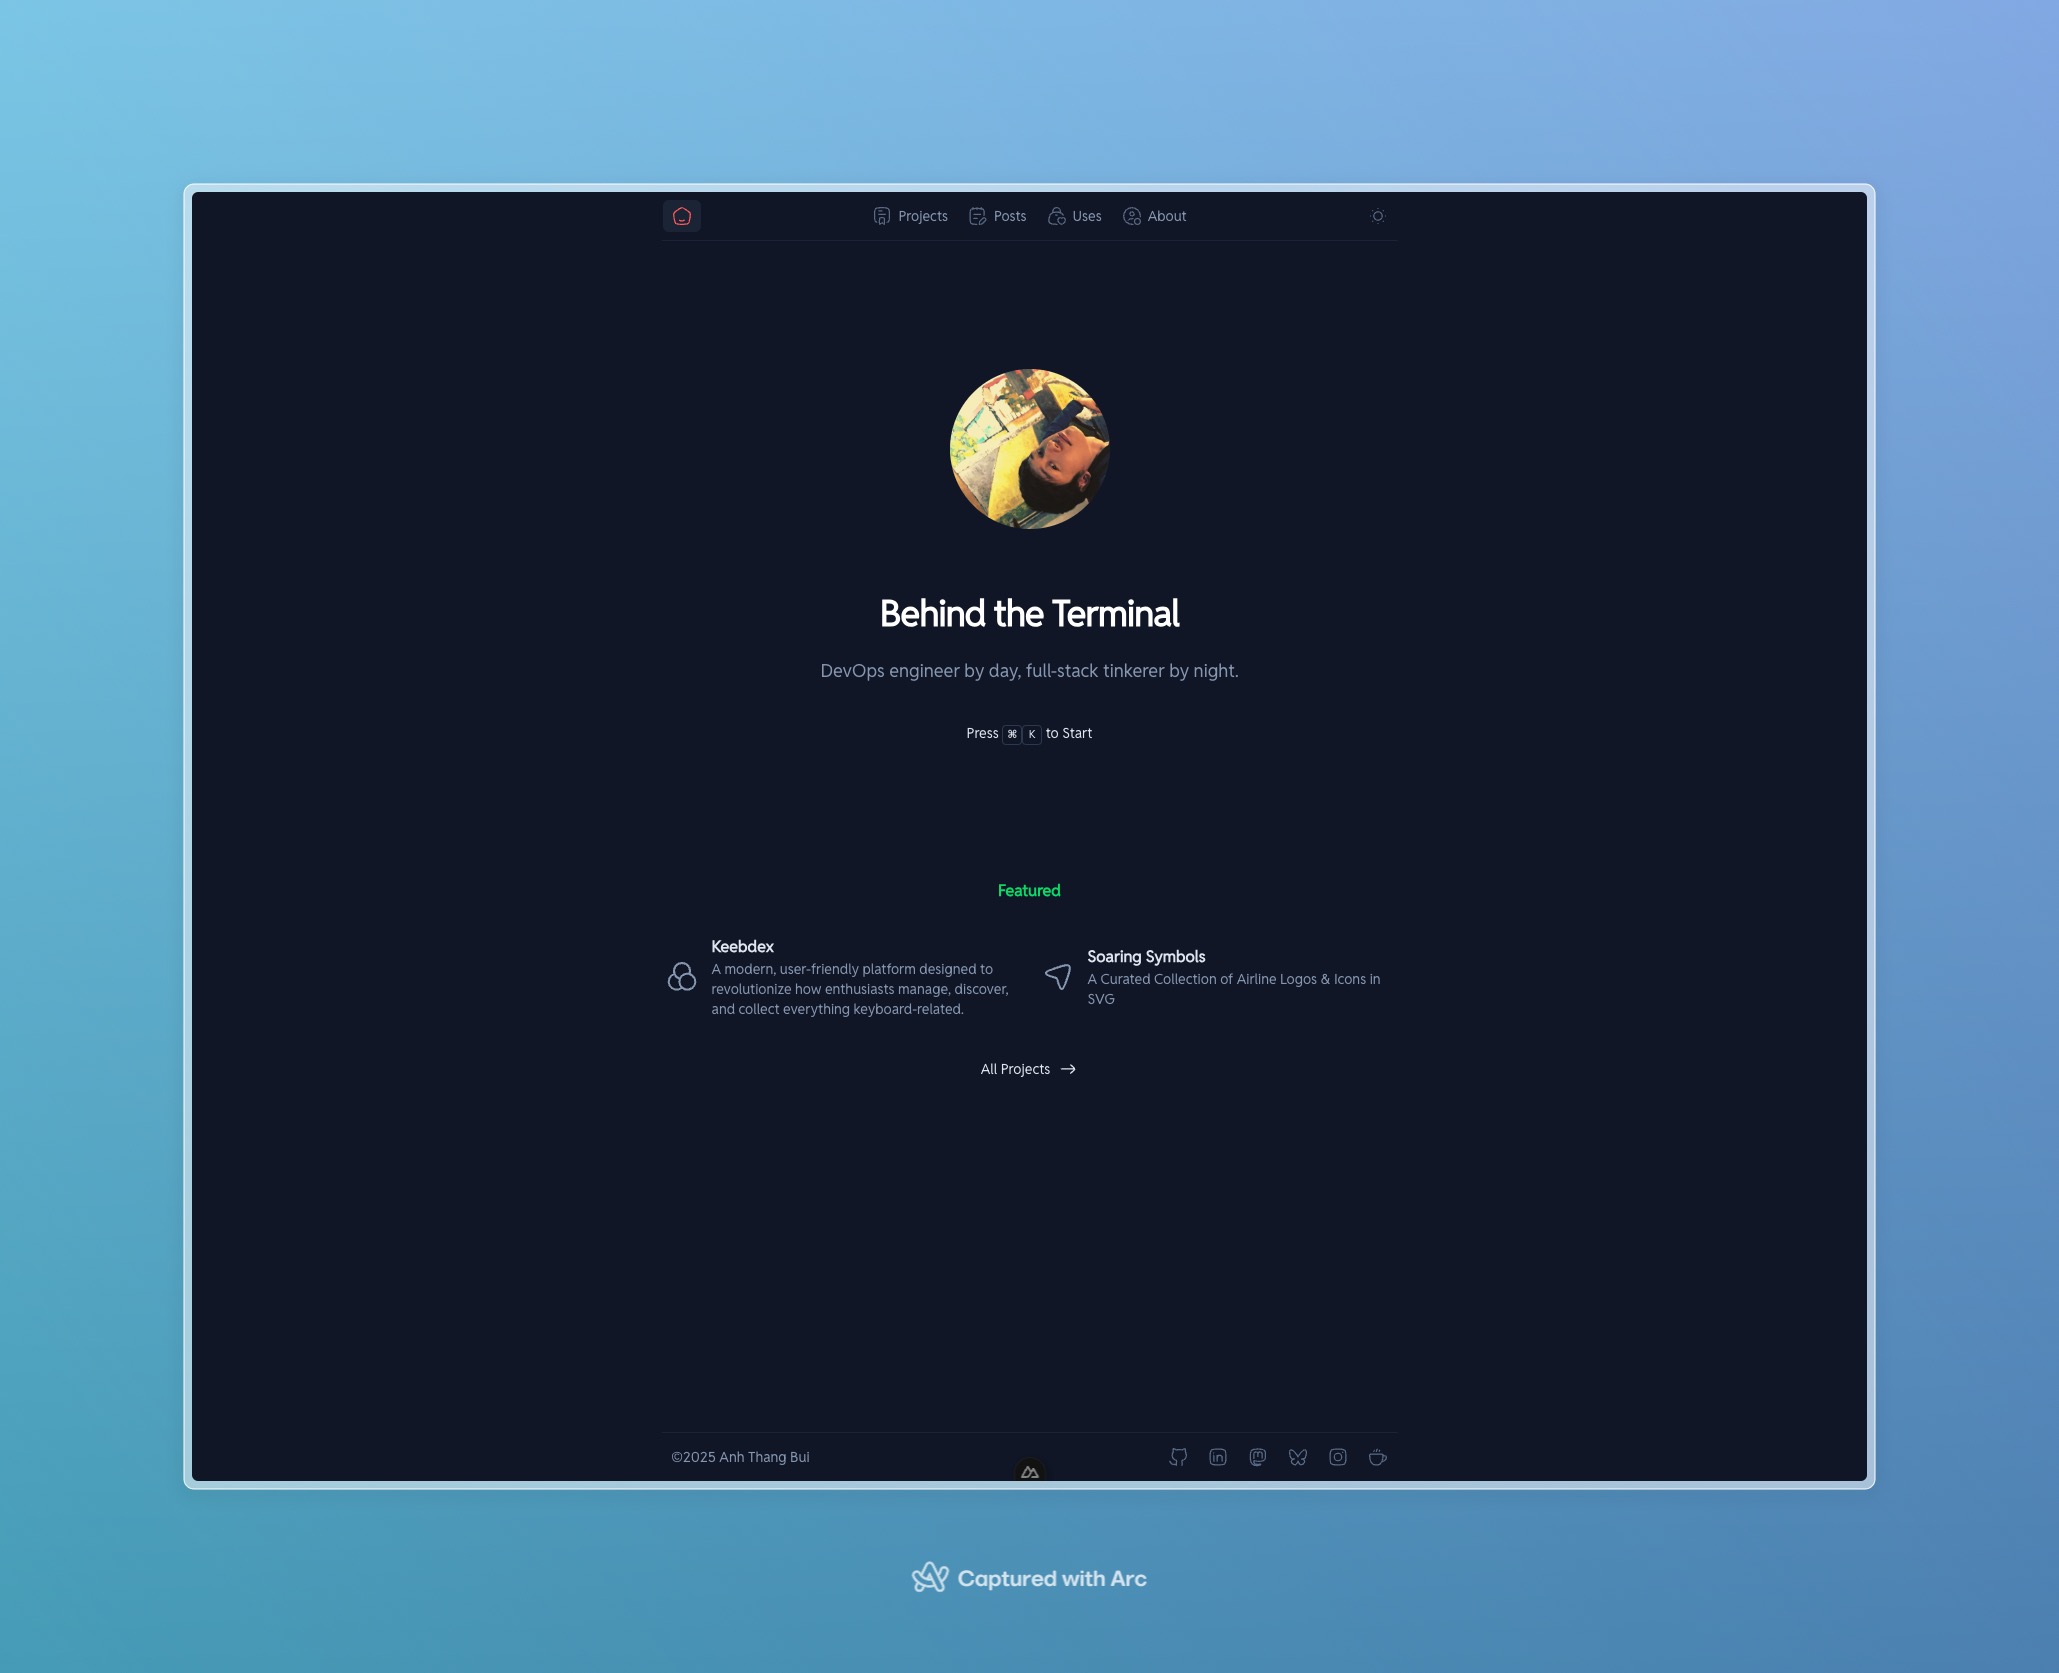 Projects Posts Uses About
Behind the Terminal
DevOps engineer by day, full-stack tinkerer by night.
Press ⌘ K to Start
Featured
Keebdex
A modern, user-friendly platform designed to
revolutionize how enthusiasts manage, discover,
and collect everything keyboard-related.
Soaring Symbols
A Curated Collection of Airline Logos & Icons in
SVG
All Projects →
©2025 Anh Thang Bui
Captured with Arc